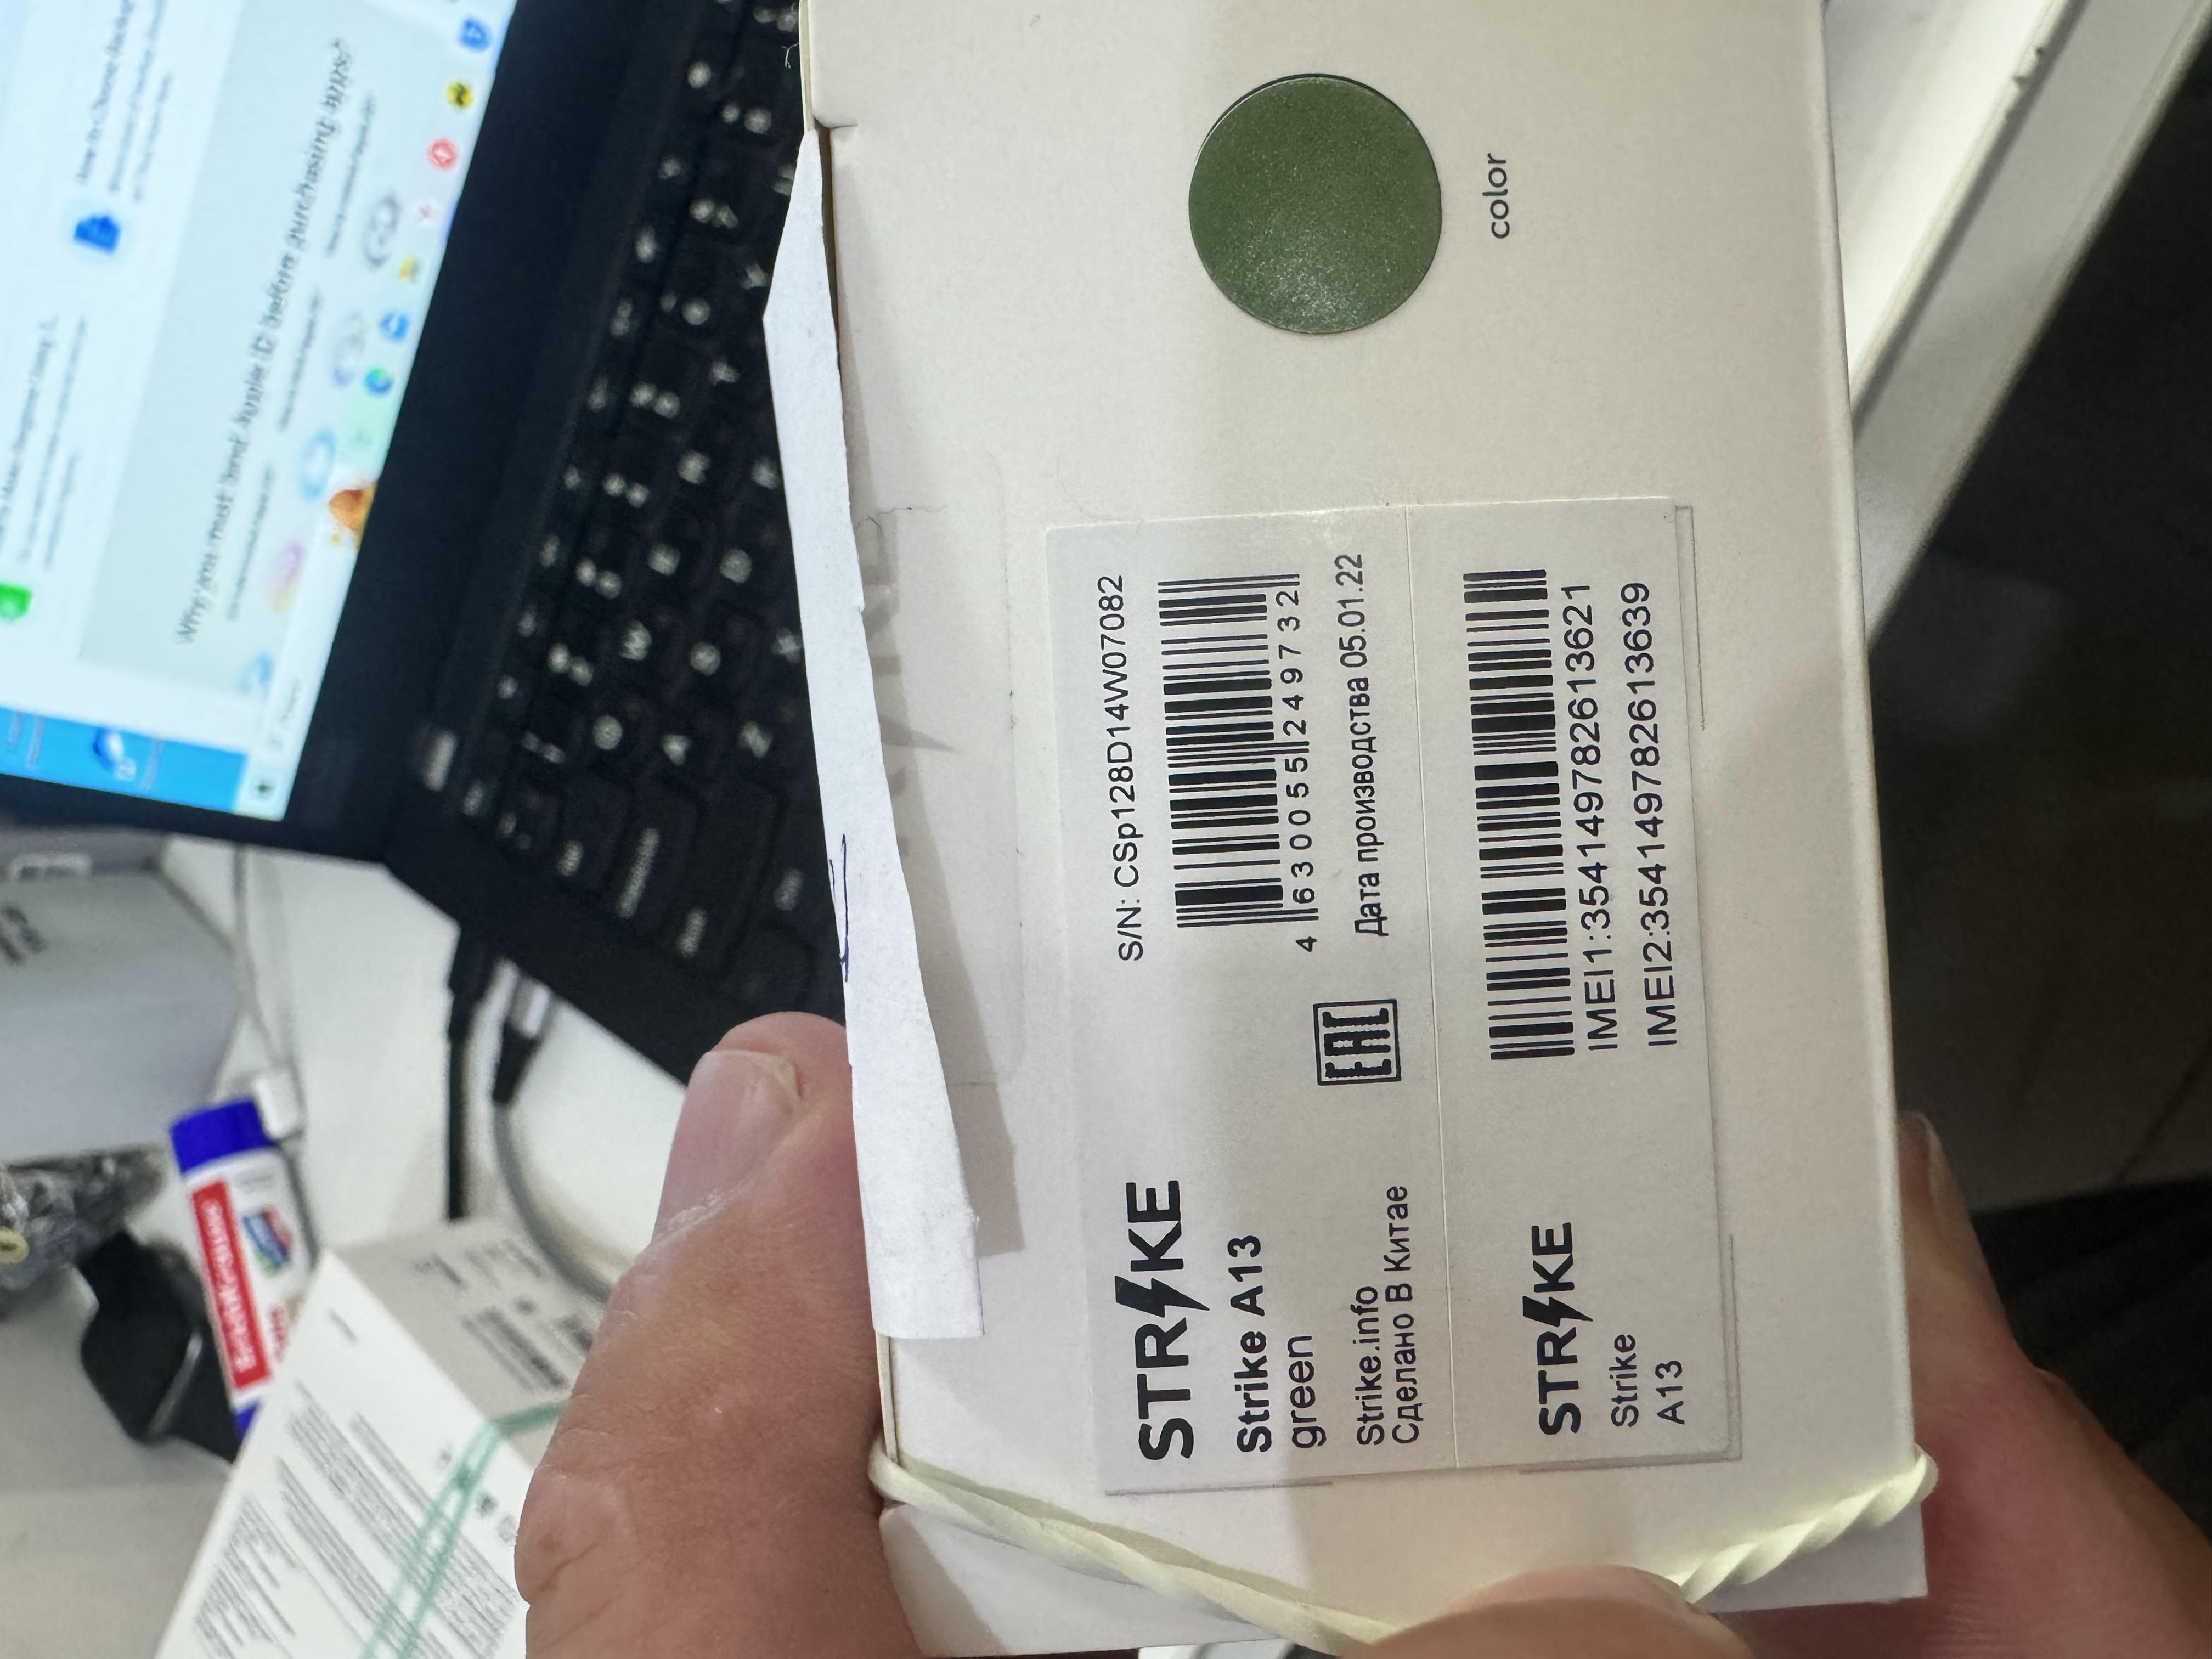 STRIKE
Strike A13
green
Strike.info
Сделано В Китае
EAC
S/N: CSp128D14W07082
4 630055 249732
Дата производства 05.01.22
STRIKE
Strike
A13
IMEI1:354149782613621
IMEI2:354149782613639
color